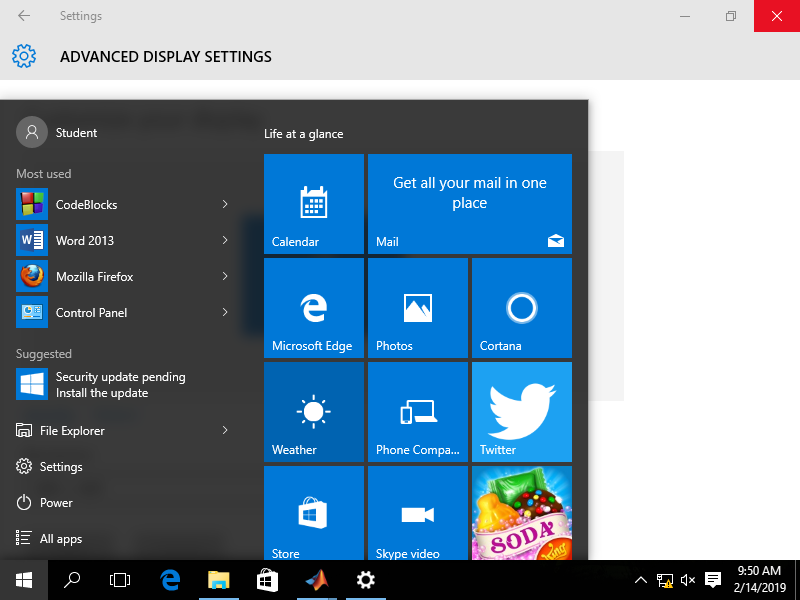 Settings
ADVANCED DISPLAY SETTINGS
Student
Most used
CodeBlocks
Word 2013
Mozilla Firefox
Control Panel
Suggested
Security update pending
Install the update
File Explorer
Settings
Power
All apps
Life at a glance
Calendar
Get all your mail in one
place
Mail
Microsoft Edge
Photos
Cortana
Weather
Phone Compa...
Twitter
Store
Skype video
SODA
9:50 AM
2/14/2019